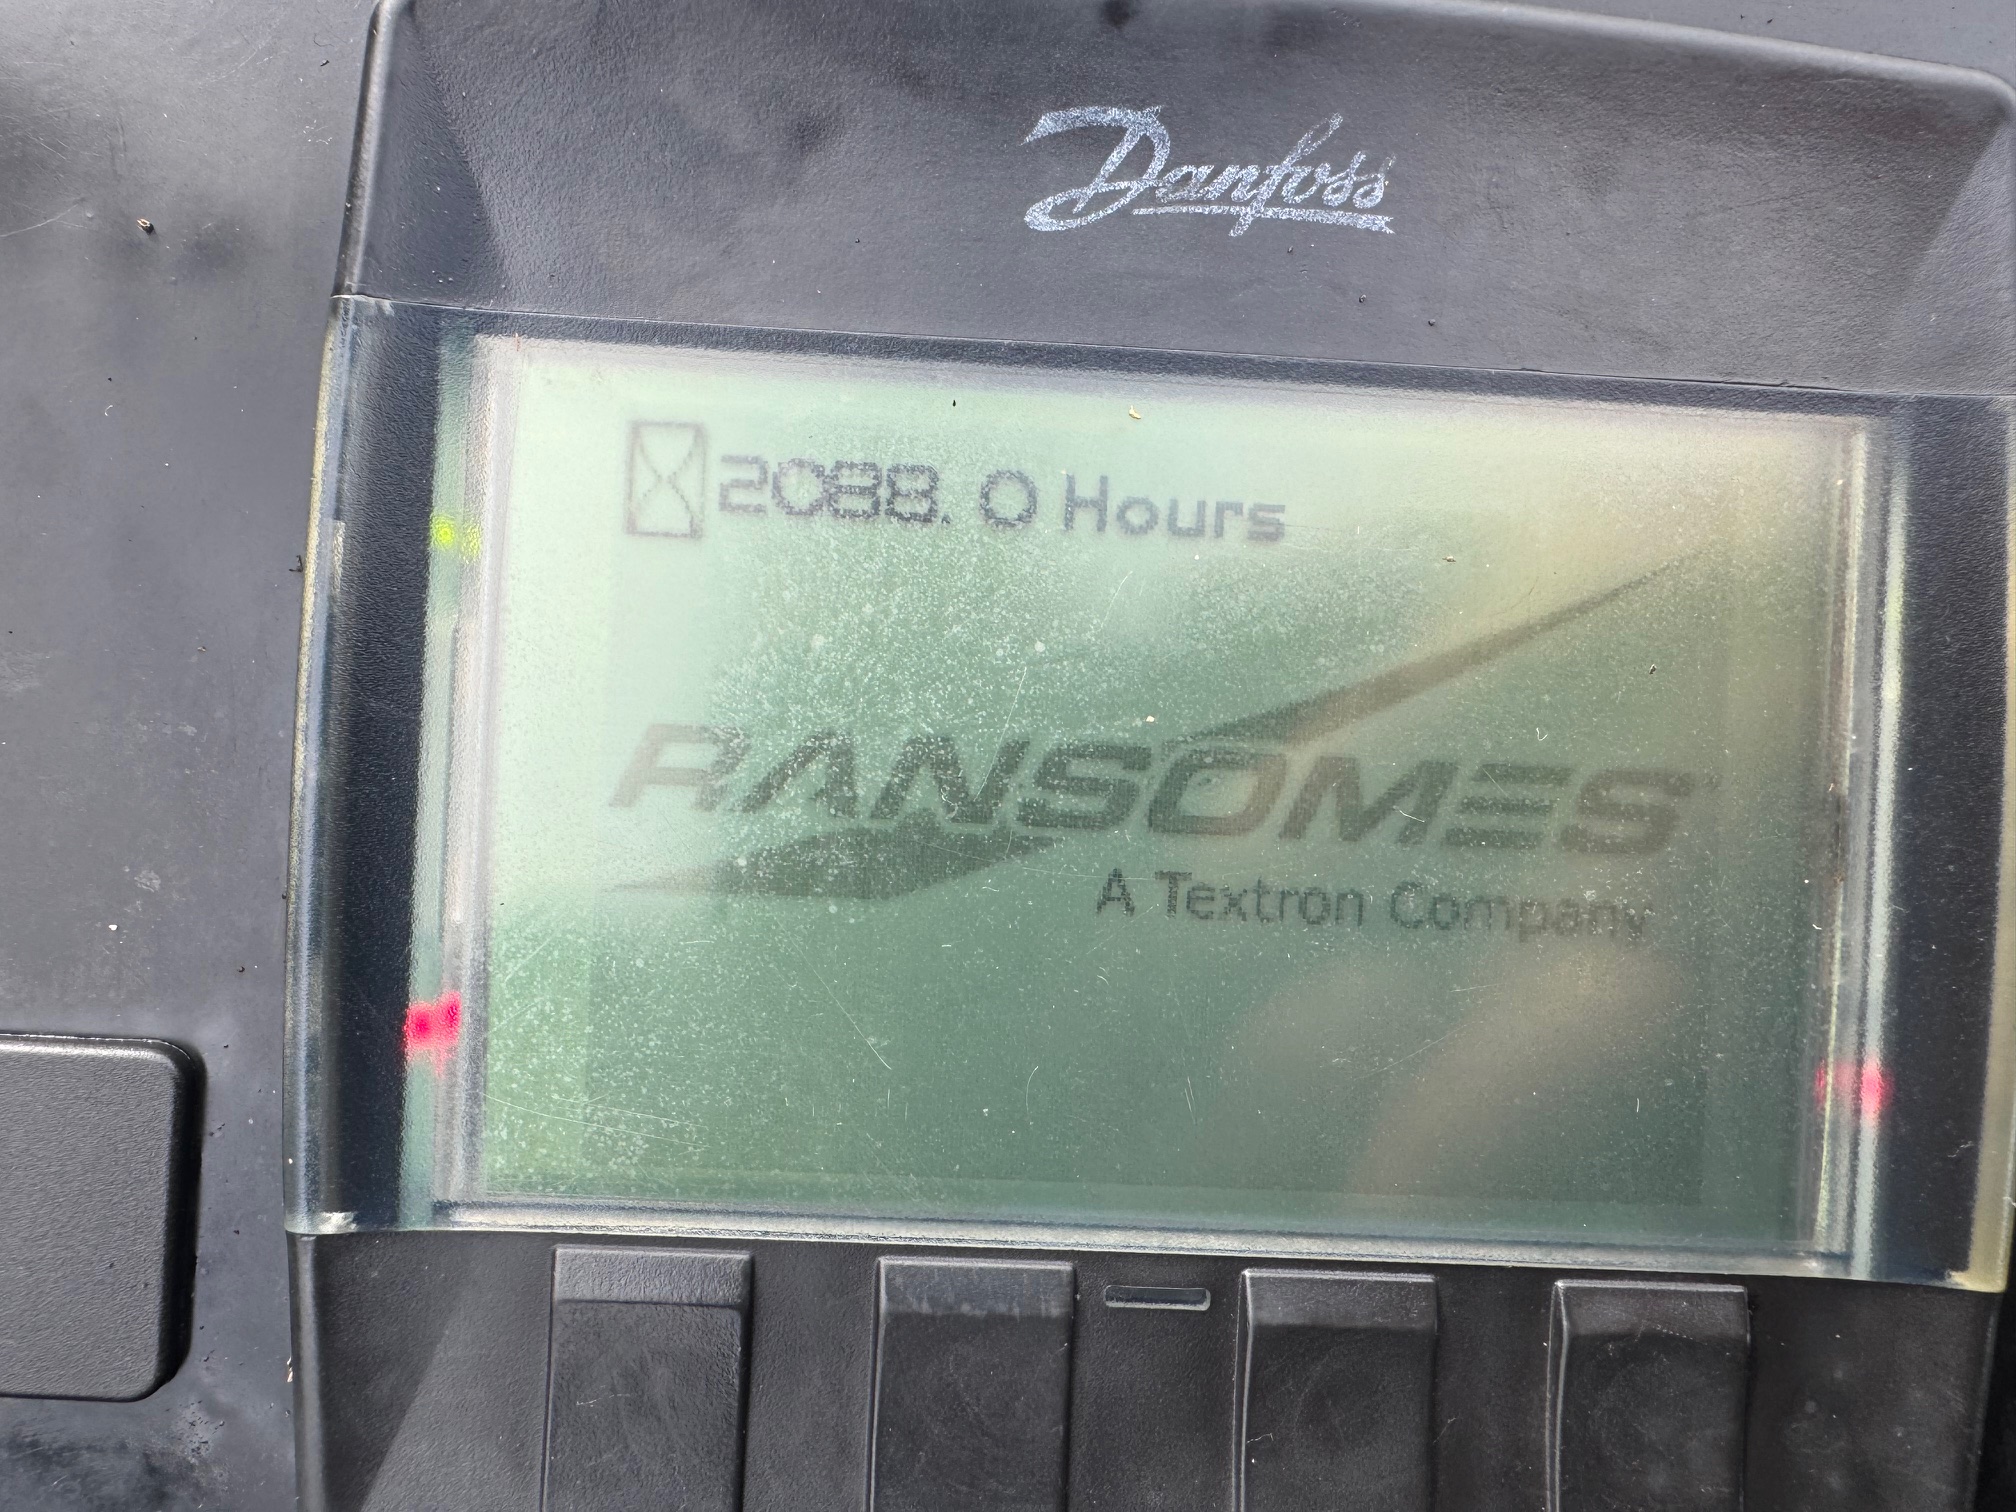 Danfoss
2088.0 Hours
RANSOMES
A Textron Company